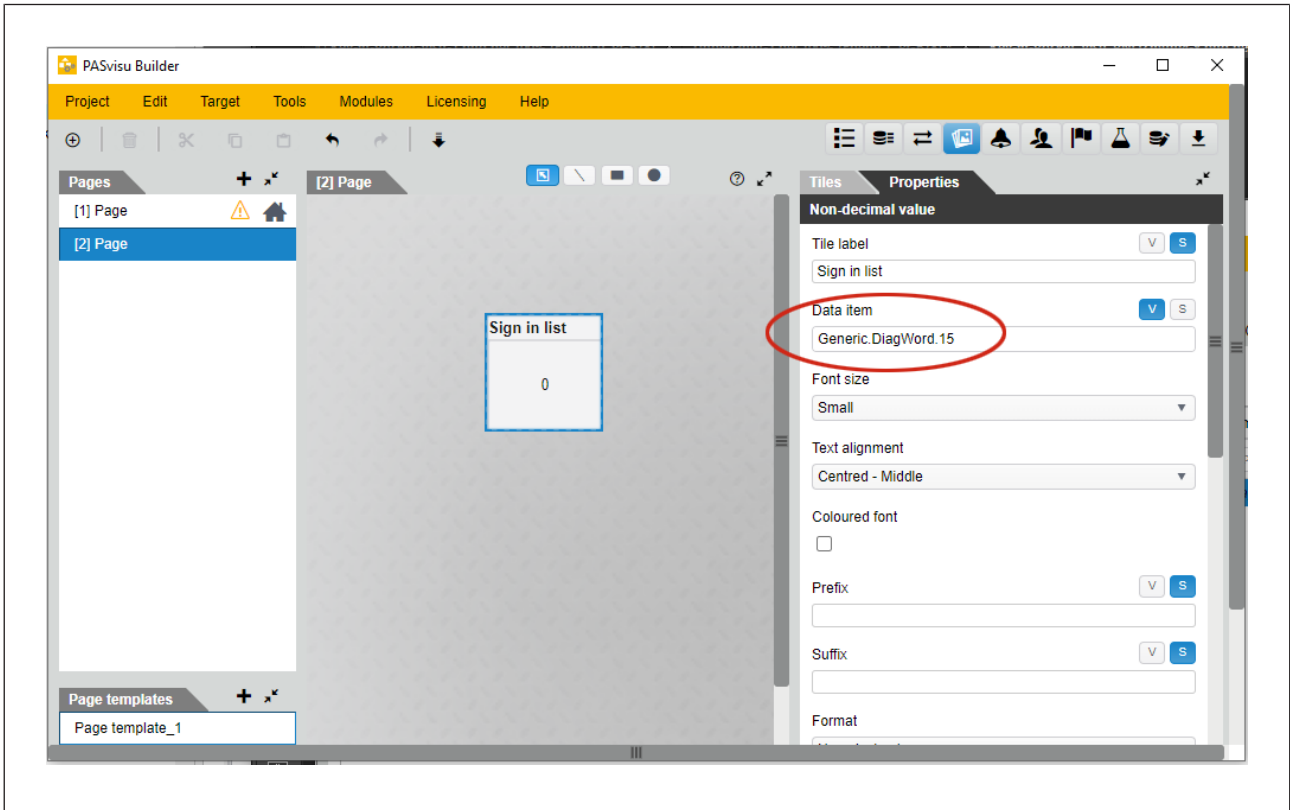 PASvisu Builder
Project Edit Target Tools Modules Licensing Help
Pages
[1] Page
[2] Page
Page templates
Page template_1
[2] Page
Sign in list
0
Tiles Properties
Non-decimal value
Tile label V S
Sign in list
Data item V S
Generic.DiagWord.15
Font size
Small
Text alignment
Centred - Middle
Coloured font
Prefix V S
Suffix V S
Format